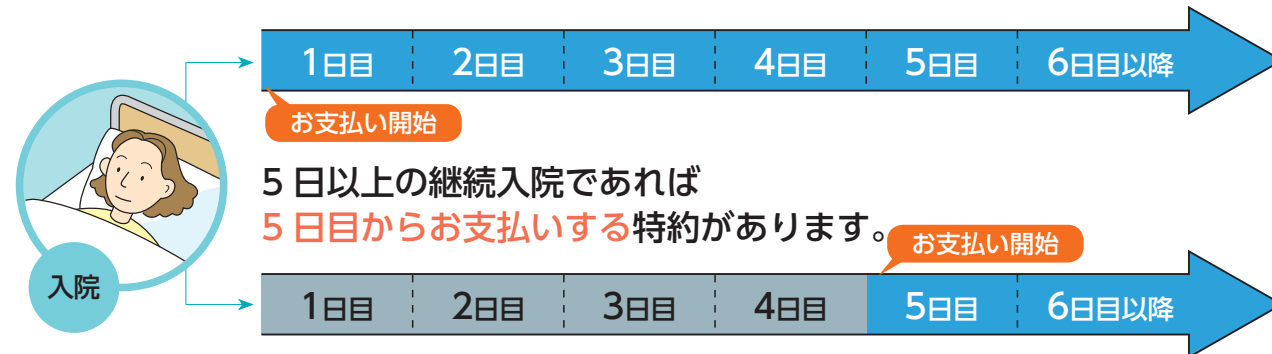 1日目 2日目 3日目 4日目 5日目 6日目以降
お支払い開始
5日以上の継続入院であれば
5日目からお支払いする特約があります。
お支払い開始
入院
1日目 2日目 3日目 4日目 5日目 6日目以降